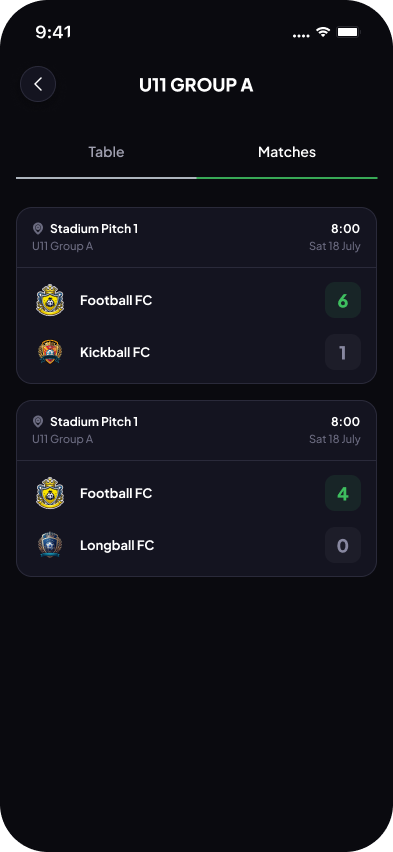 9:41
U11 GROUP A
Table Matches
Stadium Pitch 1 8:00
U11 Group A Sat 18 July
Football FC 6
Kickball FC 1
Stadium Pitch 1 8:00
U11 Group A Sat 18 July
Football FC 4
Longball FC 0